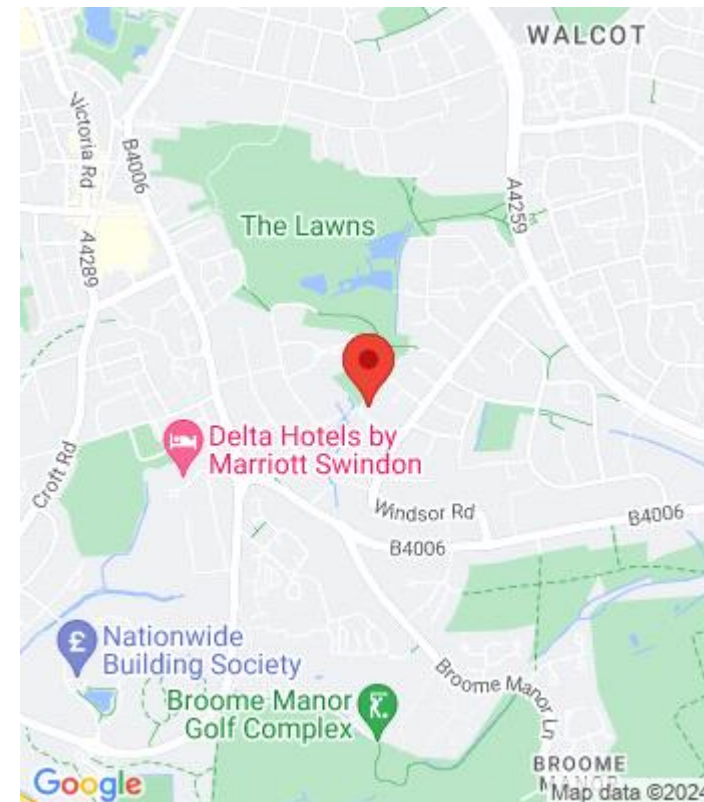 WALCOT
Victoria Rd
B4006
A4259
The Lawns
A4289
Delta Hotels by
Marriott Swindon
Croft Rd
Windsor Rd
B4006
B4006
£
Nationwide
Building Society
Broome Manor Ln
Broome Manor
Golf Complex
BROOME
MANOR
Google
Map data ©2024